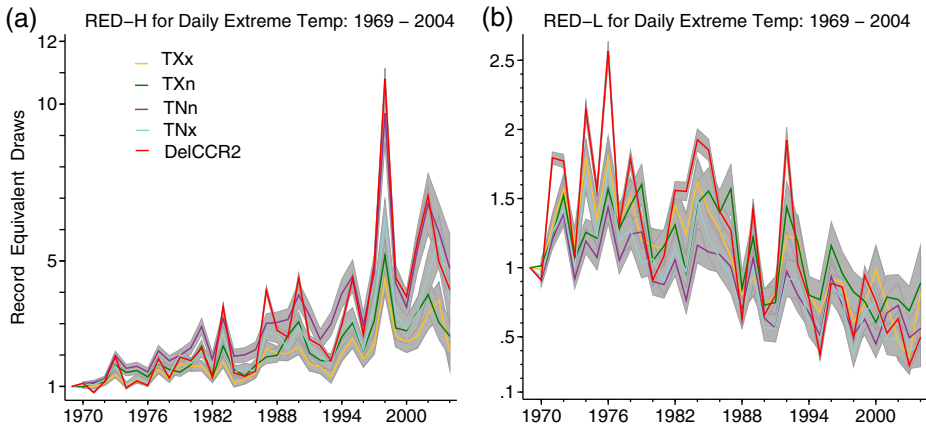 (a) RED–H for Daily Extreme Temp: 1969 – 2004
12
10
5
1
Record Equivalent Draws
TXx
TXn
TNn
TNx
DelCCR2
1970 1976 1982 1988 1994 2000
(b) RED–L for Daily Extreme Temp: 1969 – 2004
2.5
2
1.5
1
.5
.1
1970 1976 1982 1988 1994 2000